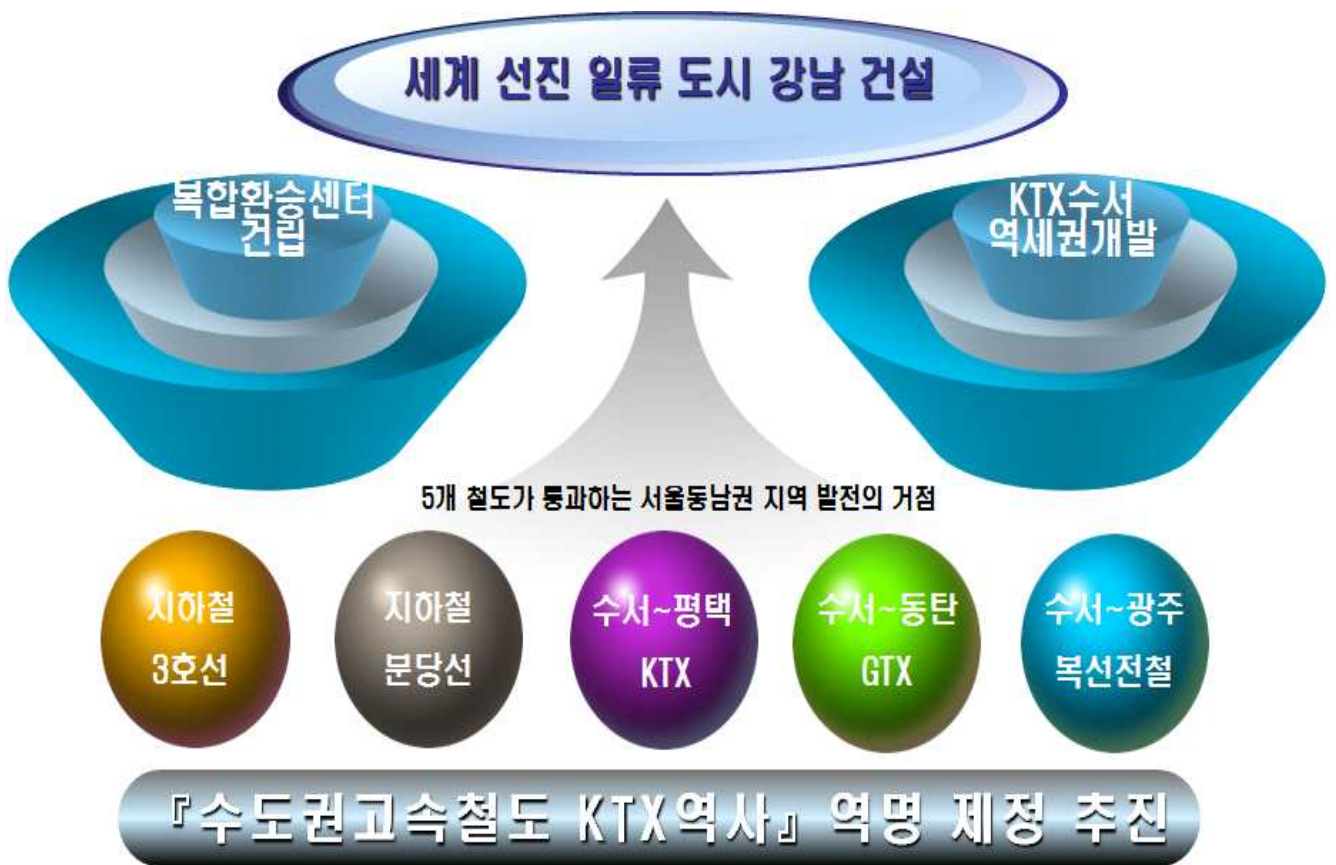 세계 선진 일류 도시 강남 건설
복합환승센터
건립
KTX수서
역세권개발
5개 철도가 통과하는 서울동남권 지역 발전의 거점
지하철
3호선
지하철
분당선
수서~평택
KTX
수서~동탄
GTX
수서~광주
복선전철
『수도권고속철도 KTX역사』 역명 제정 추진